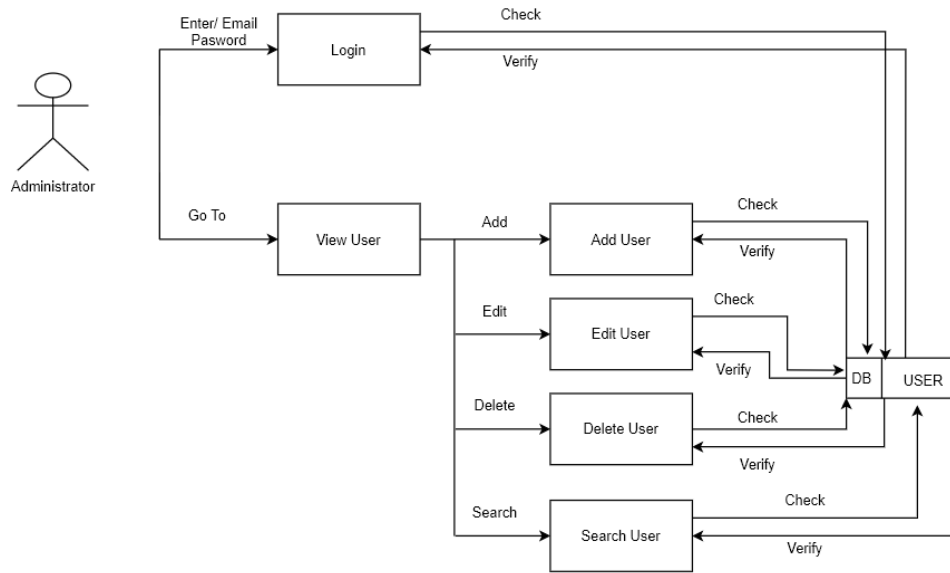 Check
Enter/ Email
Pasword
Login
Verify
Administrator
Go To
View User
Add
Add User
Check
Verify
Edit
Edit User
Check
Verify
DB
USER
Delete
Delete User
Check
Verify
Search
Search User
Check
Verify